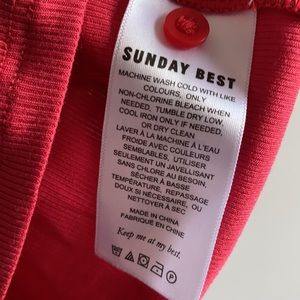 SUNDAY BEST
MACHINE WASH COLD WITH LIKE
COLOURS, ONLY
NON-CHLORINE BLEACH WHEN
NEEDED, TUMBLE DRY LOW,
COOL IRON ONLY IF NEEDED,
OR DRY CLEAN
LAVER À LA MACHINE À L'EAU
FROIDE AVEC COULEURS
SEMBLABLES, UTILISER
SEULEMENT UN JAVELLISANT
SANS CHLORE AU BESOIN,
SÉCHER À BASSE
TEMPÉRATURE, REPASSAGE
DOUX SI NÉCESSAIRE, OU
NETTOYER À SEC
MADE IN CHINA
FABRIQUÉ EN CHINE
Keep me at my best.
P